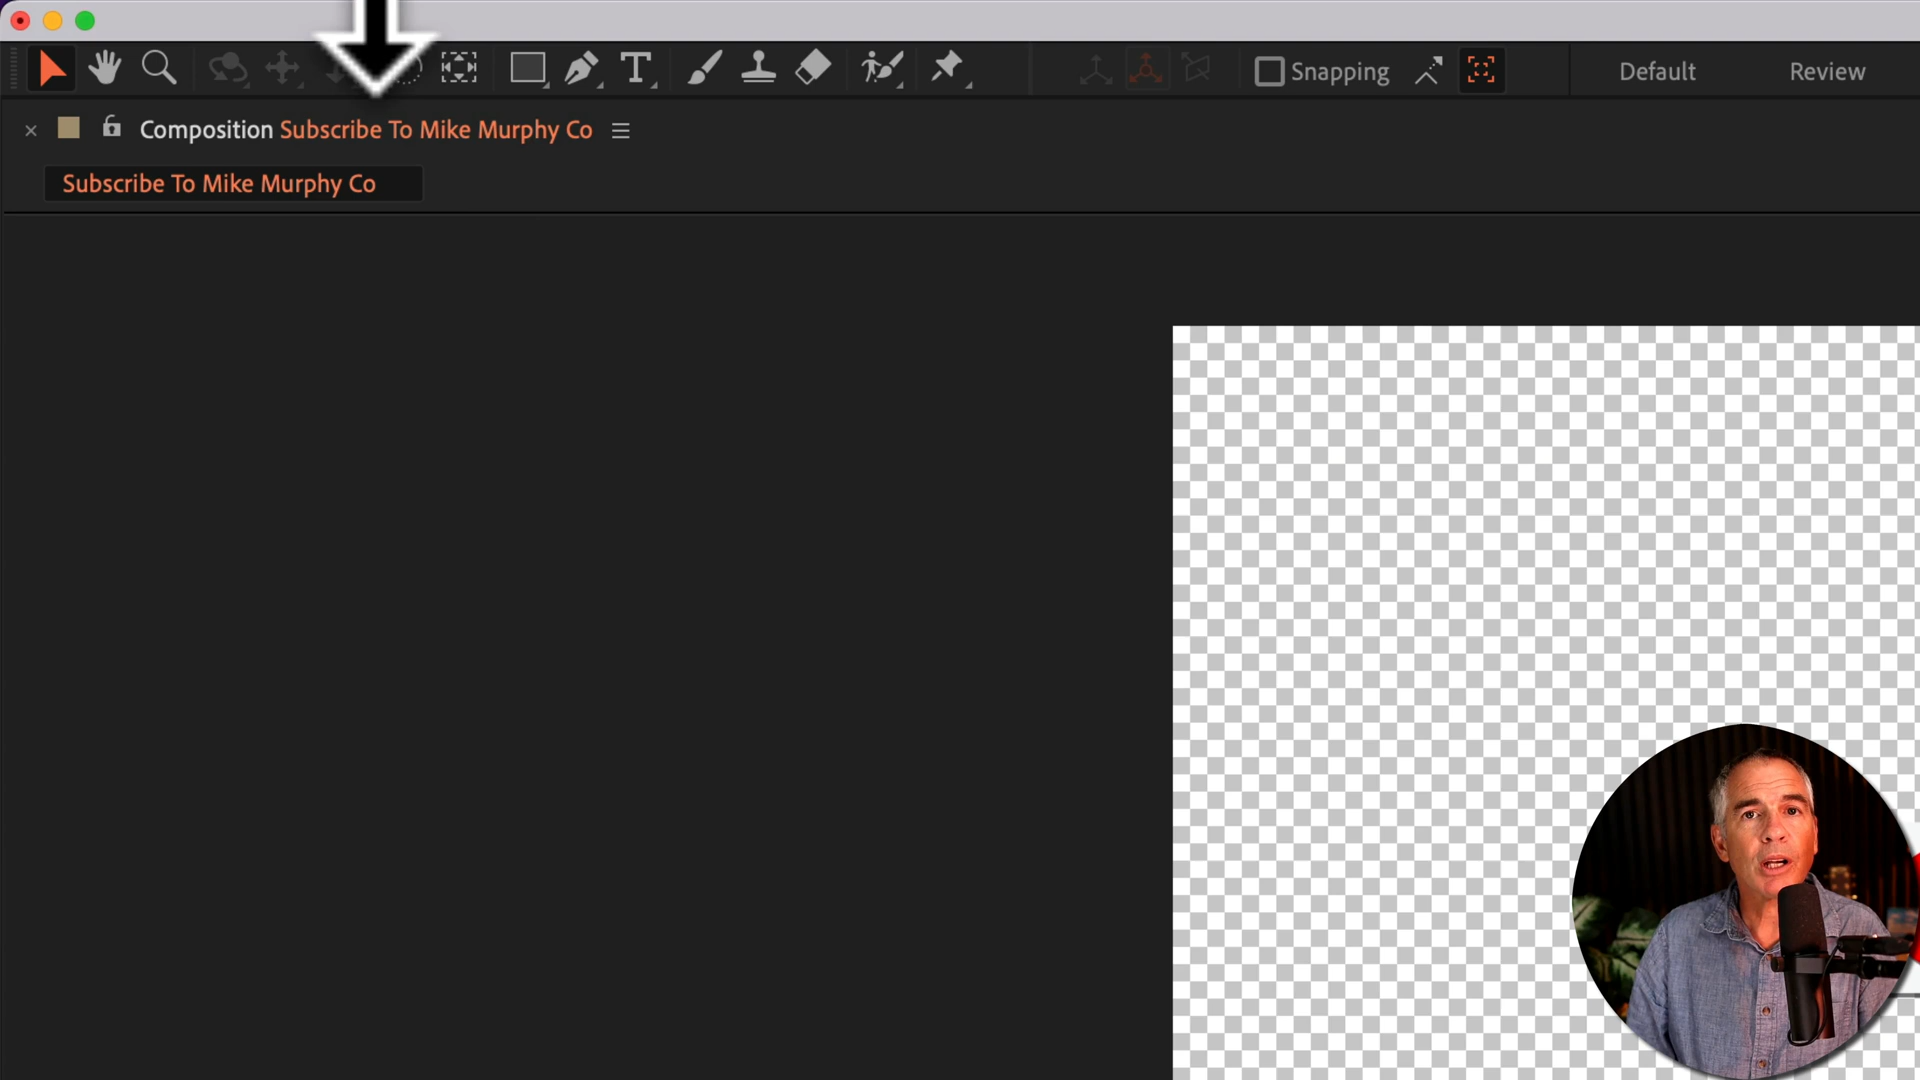 Snapping
Default
Review
Composition Subscribe To Mike Murphy Co
Subscribe To Mike Murphy Co